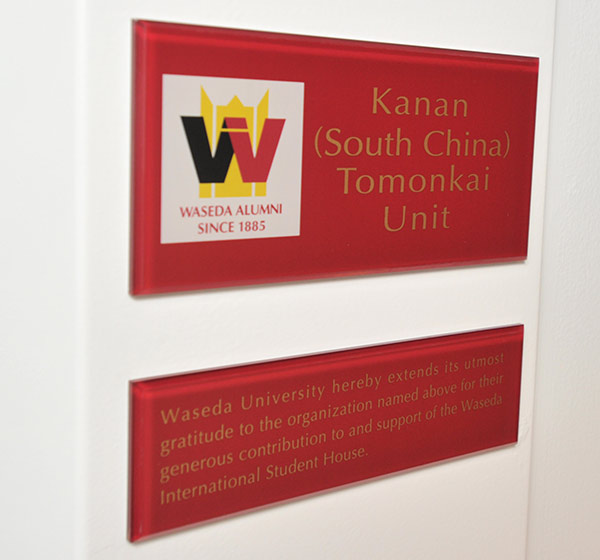 Kanan
(South China)
Tomonkai
Unit
WASEDA ALUMNI
SINCE 1885
Waseda University hereby extends its utmost
gratitude to the organization named above for their
generous contribution to and support of the Waseda
International Student House.